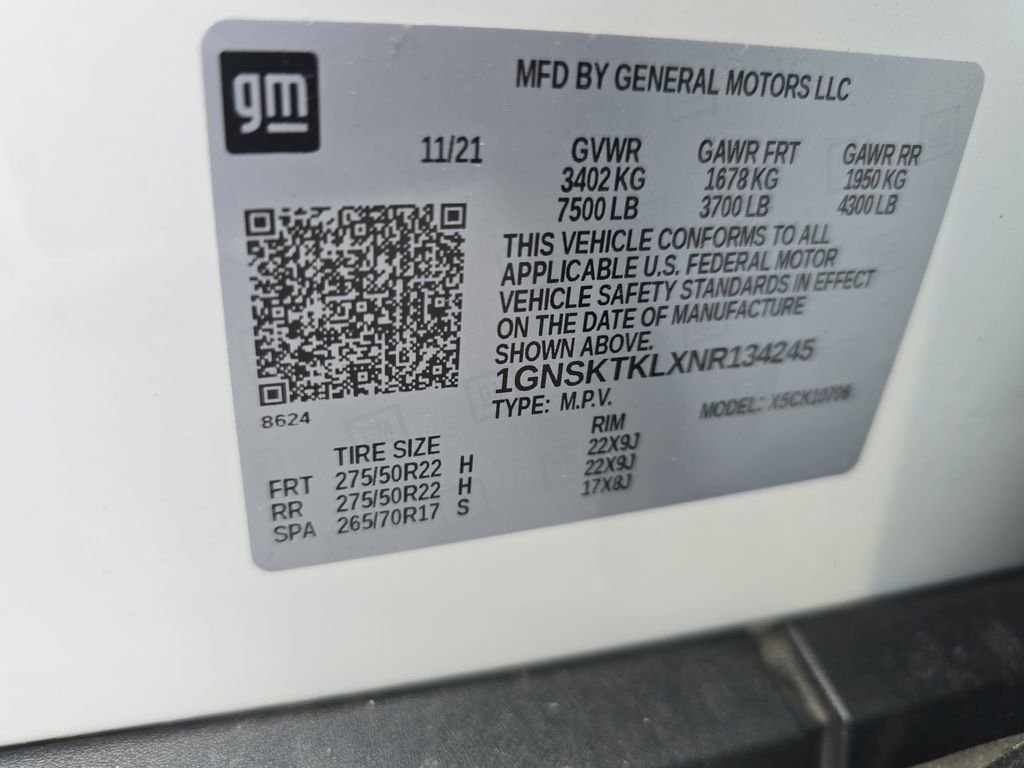 gm
MFD BY GENERAL MOTORS LLC
11/21 GVWR GAWR FRT GAWR RR
3402 KG 1678 KG 1950 KG
7500 LB 3700 LB 4300 LB
THIS VEHICLE CONFORMS TO ALL
APPLICABLE U.S. FEDERAL MOTOR
VEHICLE SAFETY STANDARDS IN EFFECT
ON THE DATE OF MANUFACTURE
SHOWN ABOVE.
1GNSKTKLXNR134245
TYPE: M.P.V. MODEL: X5CK10706
8624
TIRE SIZE RIM
FRT 275/50R22 H 22X9J
RR 275/50R22 H 22X9J
SPA 265/70R17 S 17X8J